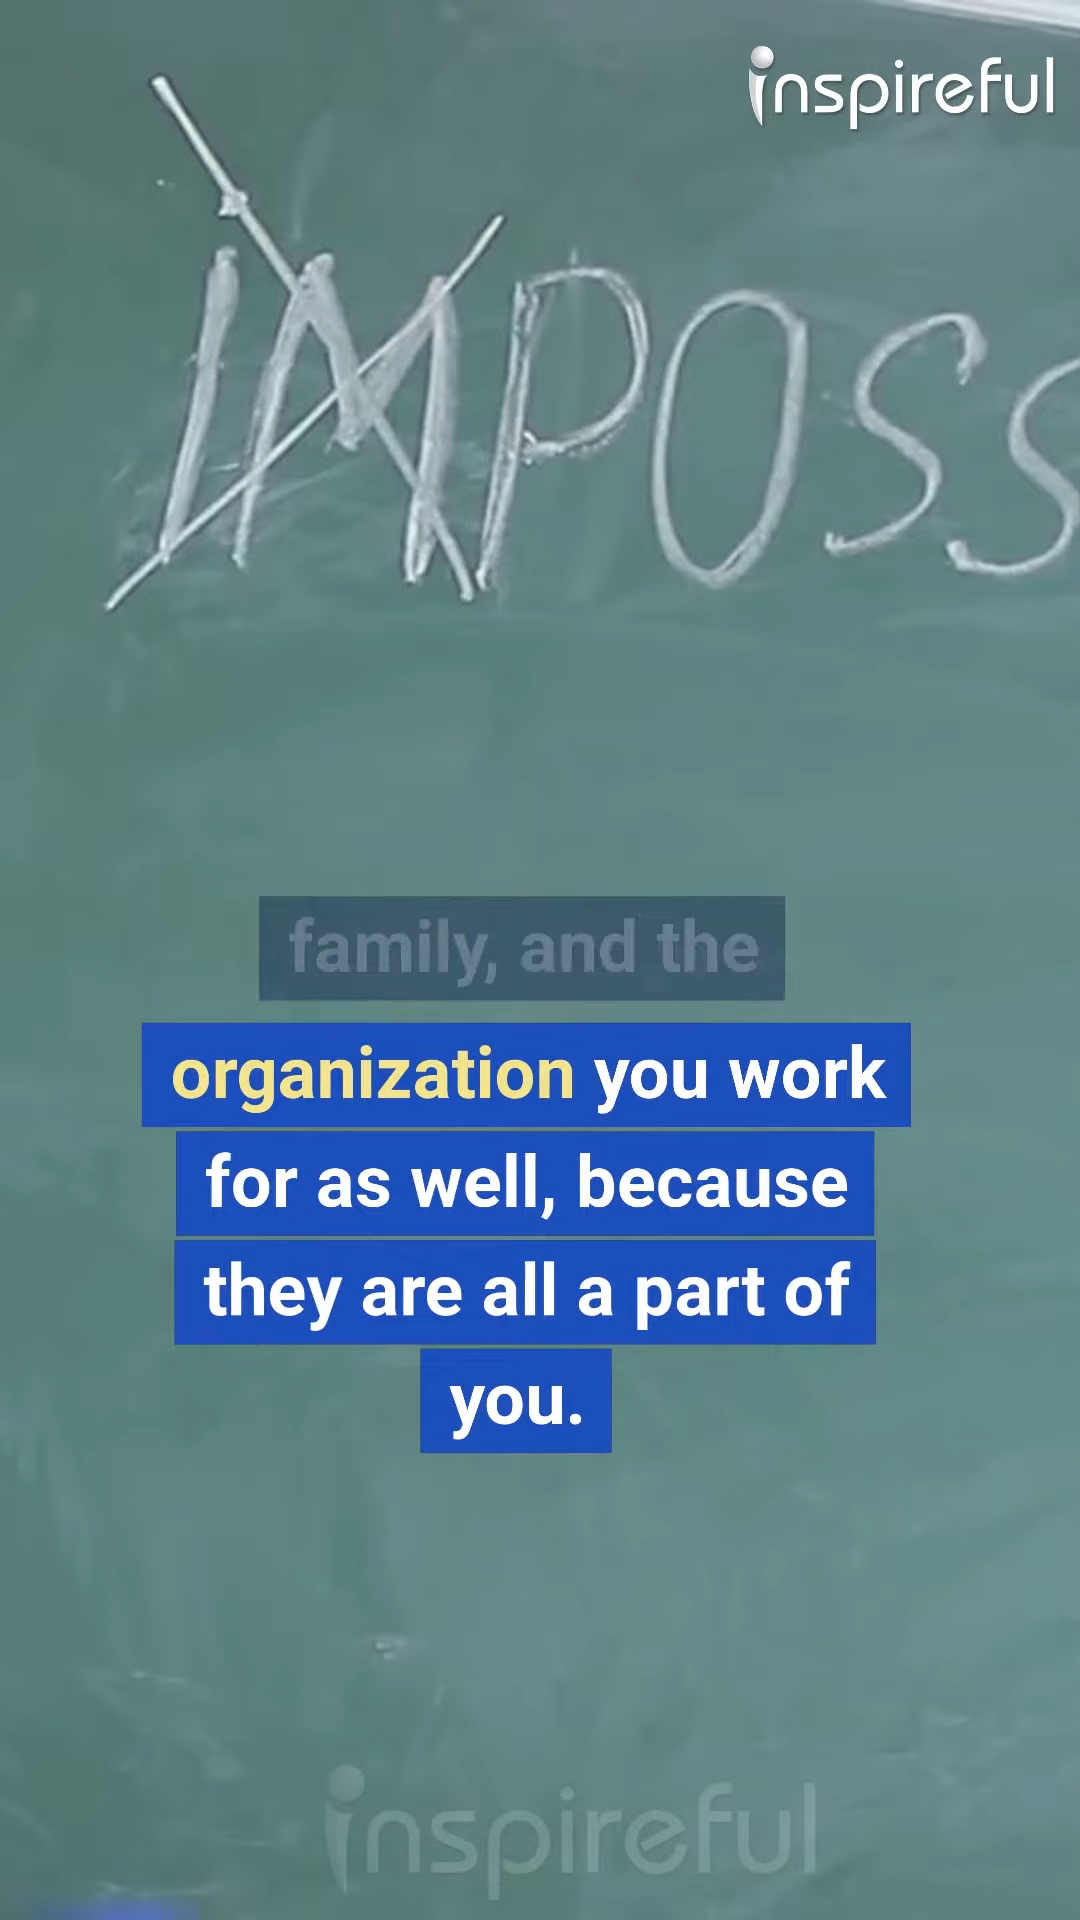 inspireful
IMPOSS
family, and the
organization you work
for as well, because
they are all a part of
you.
inspireful